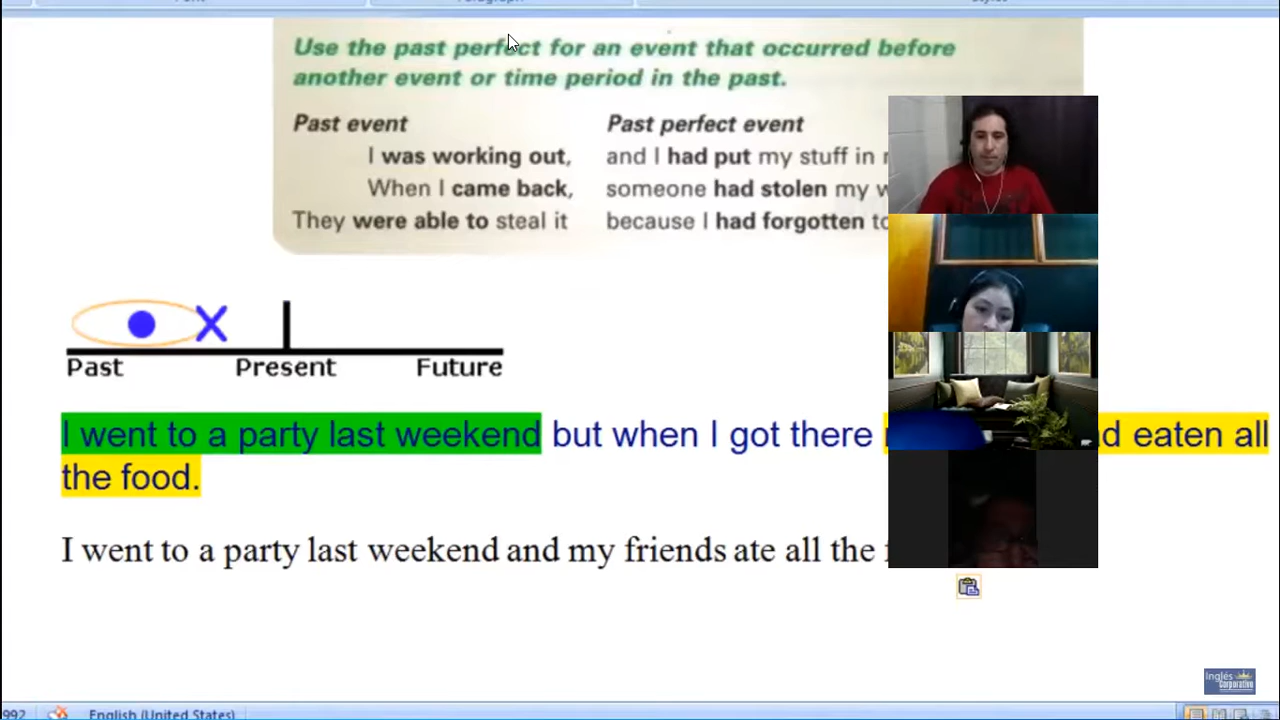 Use the past perfect for an event that occurred before
another event or time period in the past.
Past event Past perfect event
I was working out, and I had put my stuff in
When I came back, someone had stolen my
They were able to steal it because I had forgotten
Past Present Future
I went to a party last weekend but when I got there eaten all
the food.
I went to a party last weekend and my friends ate all the
Inglés
Corporativo
992 English (United States)